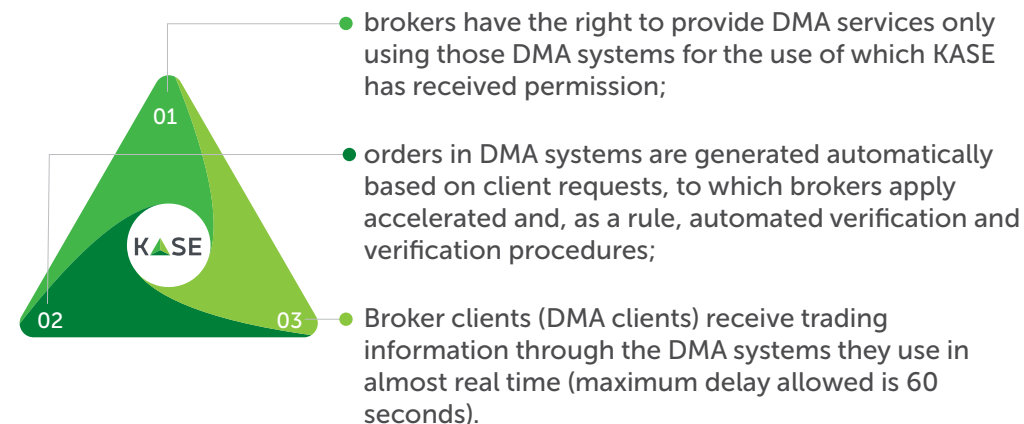 brokers have the right to provide DMA services only
using those DMA systems for the use of which KASE
has received permission;
01
orders in DMA systems are generated automatically
based on client requests, to which brokers apply
accelerated and, as a rule, automated verification and
verification procedures;
KASE
02
03
Broker clients (DMA clients) receive trading
information through the DMA systems they use in
almost real time (maximum delay allowed is 60
seconds).